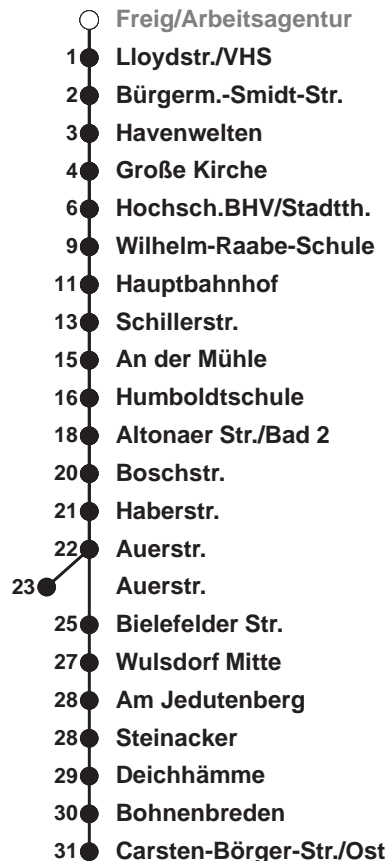 Freig/Arbeitsagentur
1 Lloydstr./VHS
2 Bürgerm.-Smidt-Str.
3 Havenwelten
4 Große Kirche
6 Hochsch.BHV/Stadtth.
9 Wilhelm-Raabe-Schule
11 Hauptbahnhof
13 Schillerstr.
15 An der Mühle
16 Humboldtschule
18 Altonaer Str./Bad 2
20 Boschstr.
21 Haberstr.
22 Auerstr.
23 Auerstr.
25 Bielefelder Str.
27 Wulsdorf Mitte
28 Am Jedutenberg
28 Steinacker
29 Deichhämme
30 Bohnenbreden
31 Carsten-Börger-Str./Ost